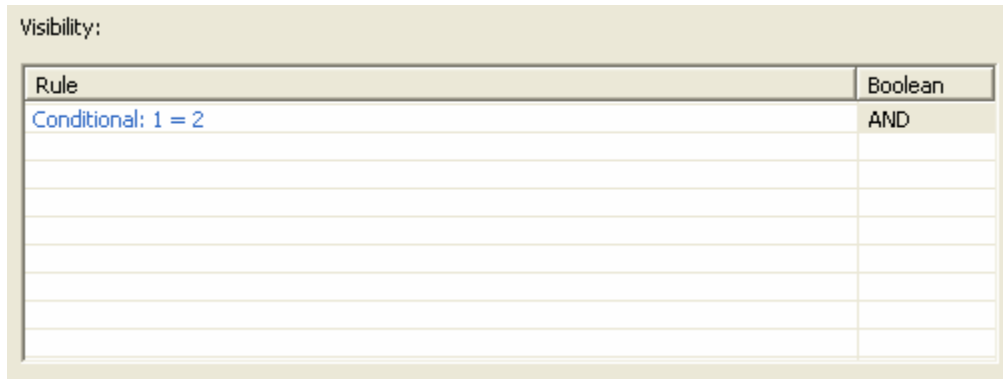 Visibility:
Rule Boolean
Conditional: 1 = 2 AND